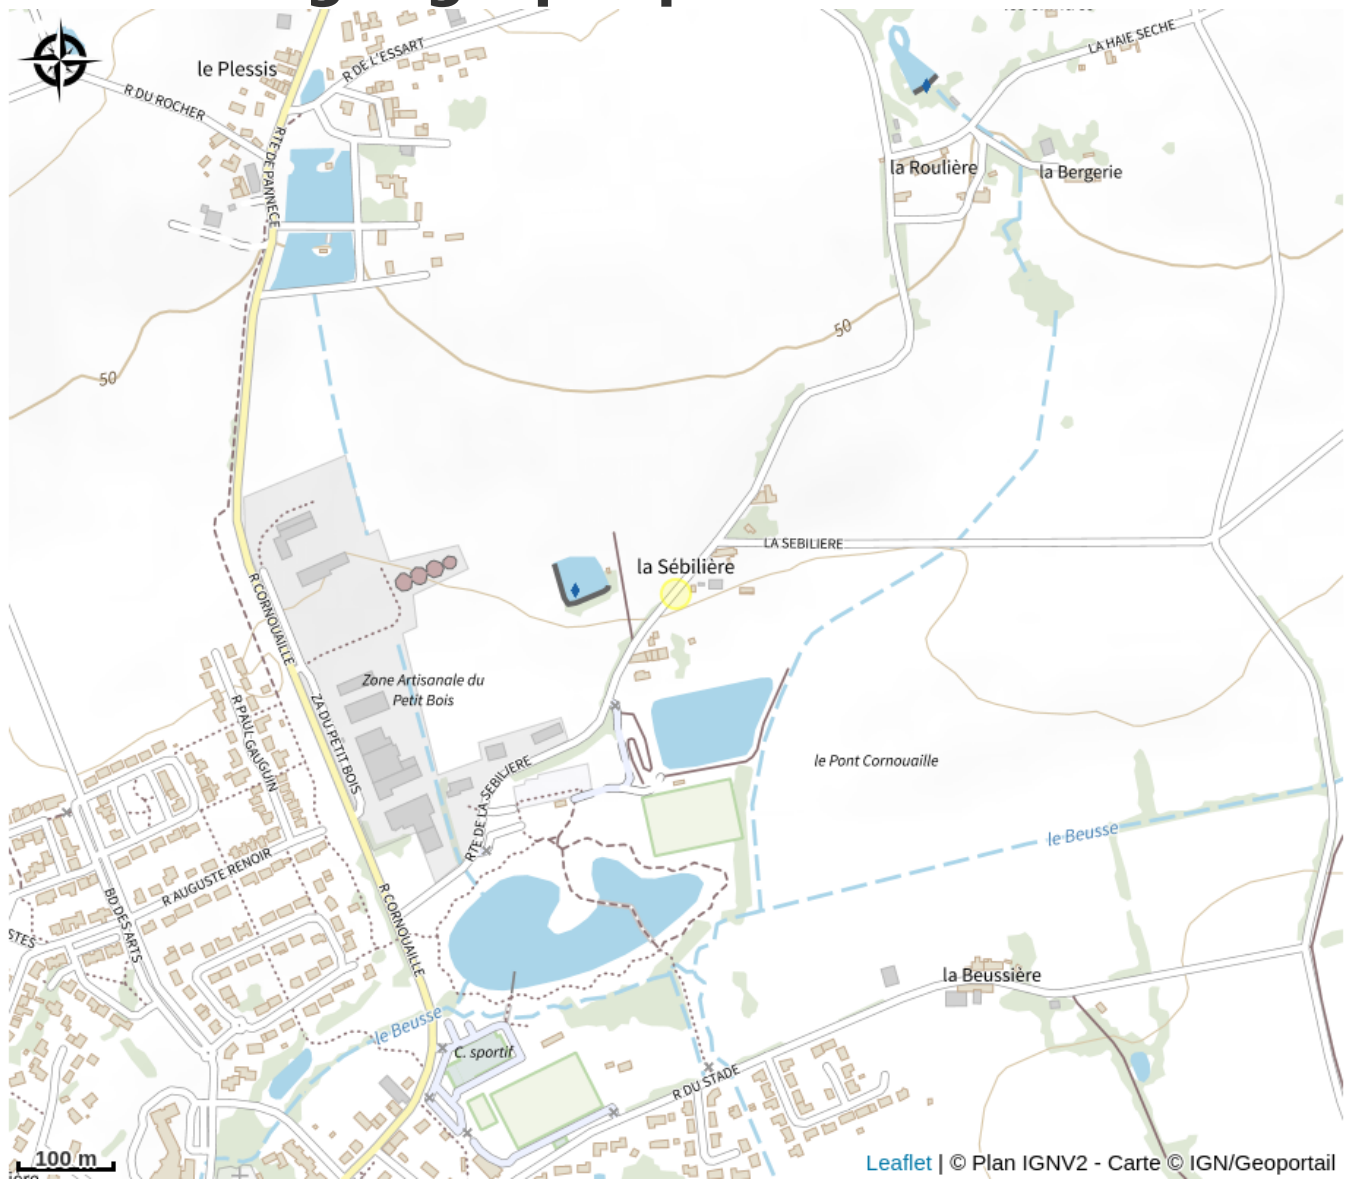 le Plessis
R DE L'ESSART
LA HAIE SECHE
R DU ROCHER
RTE DE PANNECE
la Roulière
la Bergerie
50
50
LA SEBILIERE
la Sébilière
R CORNOUAILLE
Zone Artisanale du
Petit Bois
R PAUL GAUGUIN
ZA DU PETIT BOIS
le Pont Cornouaille
RTE DE LA SEBILIERE
le Beusse
R AUGUSTE RENOIR
BD DES ARTS
R CORNOUAILLE
STES
la Beussière
le Beusse
C. sportif
R DU STADE
100 m
Leaflet | © Plan IGNV2 - Carte © IGN/Geoportail